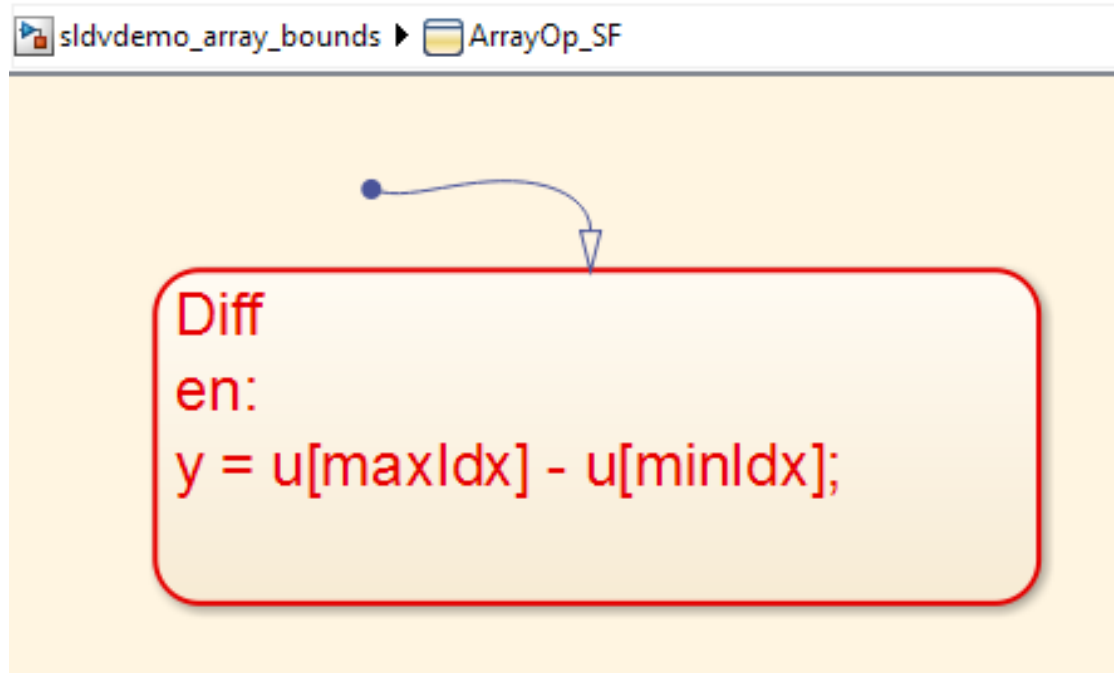 sldvdemo_array_bounds ▶ ArrayOp_SF
Diff
en:
y = u[maxIdx] - u[minIdx];